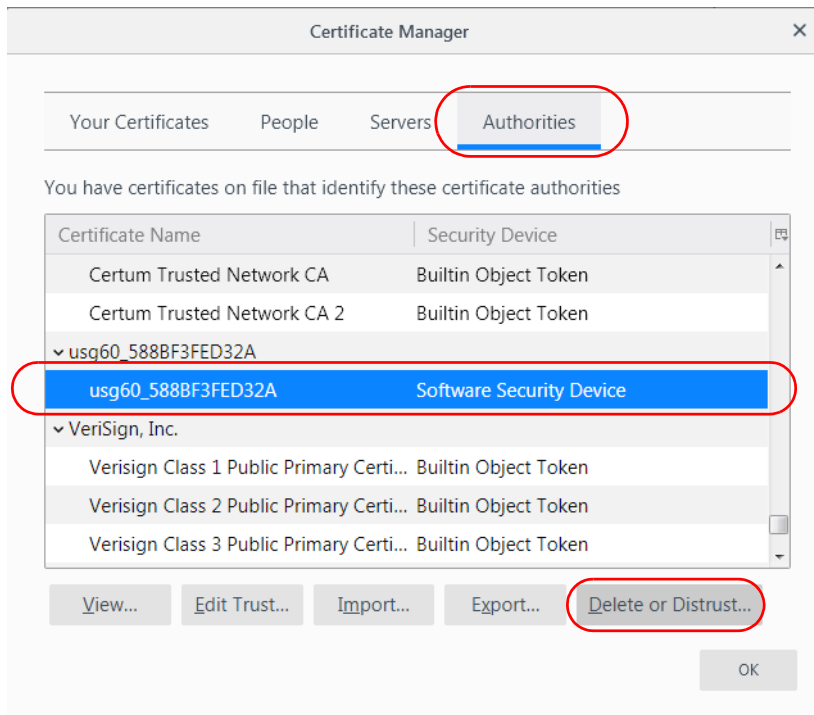 Certificate Manager
Your Certificates People Servers Authorities
You have certificates on file that identify these certificate authorities
Certificate Name Security Device
Certum Trusted Network CA Builtin Object Token
Certum Trusted Network CA 2 Builtin Object Token
usg60_588BF3FED32A
usg60_588BF3FED32A Software Security Device
VeriSign, Inc.
Verisign Class 1 Public Primary Certi... Builtin Object Token
Verisign Class 2 Public Primary Certi... Builtin Object Token
Verisign Class 3 Public Primary Certi... Builtin Object Token
View... Edit Trust... Import... Export... Delete or Distrust...
OK